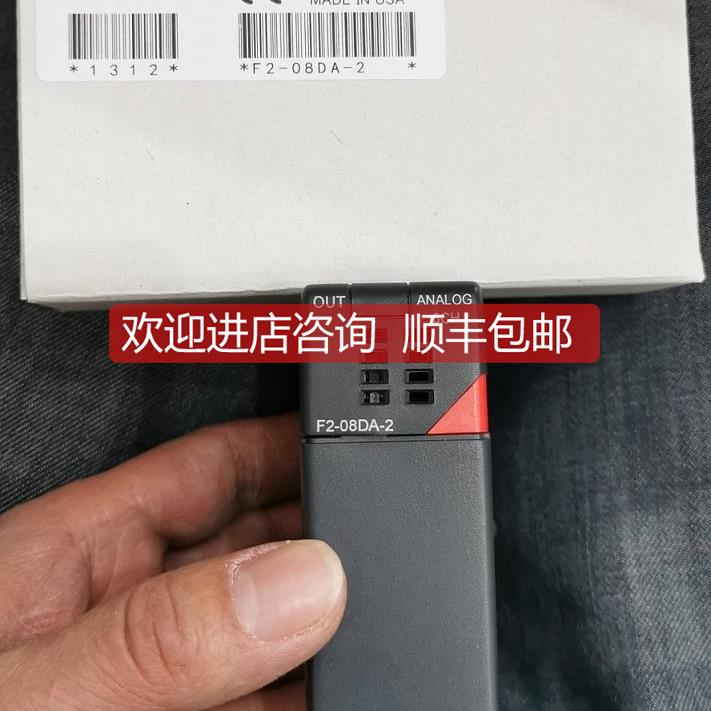 MADE IN USA
*1312* *F2-08DA-2 *
OUT ANALOG
8CH
欢迎进店咨询 顺丰包邮
F2-08DA-2